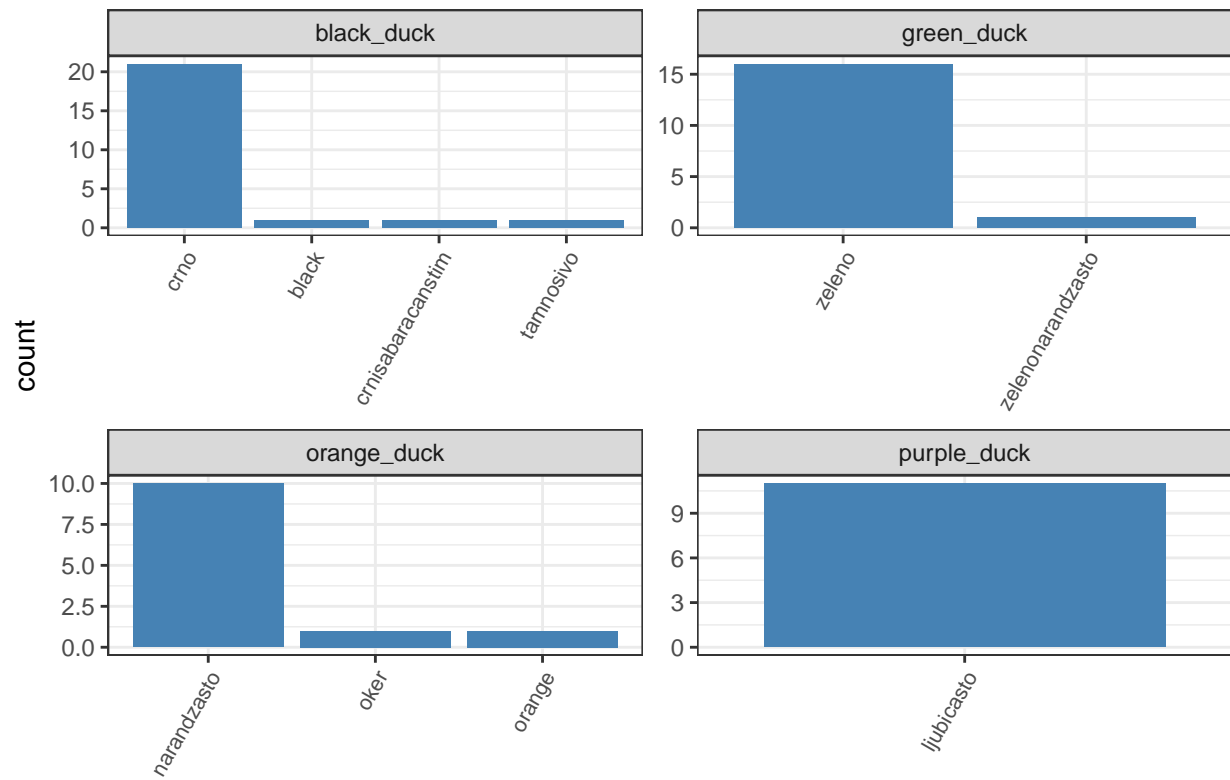 black_duck
green_duck
20
15
10
5
0
15
10
5
0
crno
black
crnisabaracanstim
tamnosivo
zeleno
zelenonarandzasto
count
orange_duck
purple_duck
10.0
7.5
5.0
2.5
0.0
9
6
3
0
narandzasto
oker
orange
ljubicasto